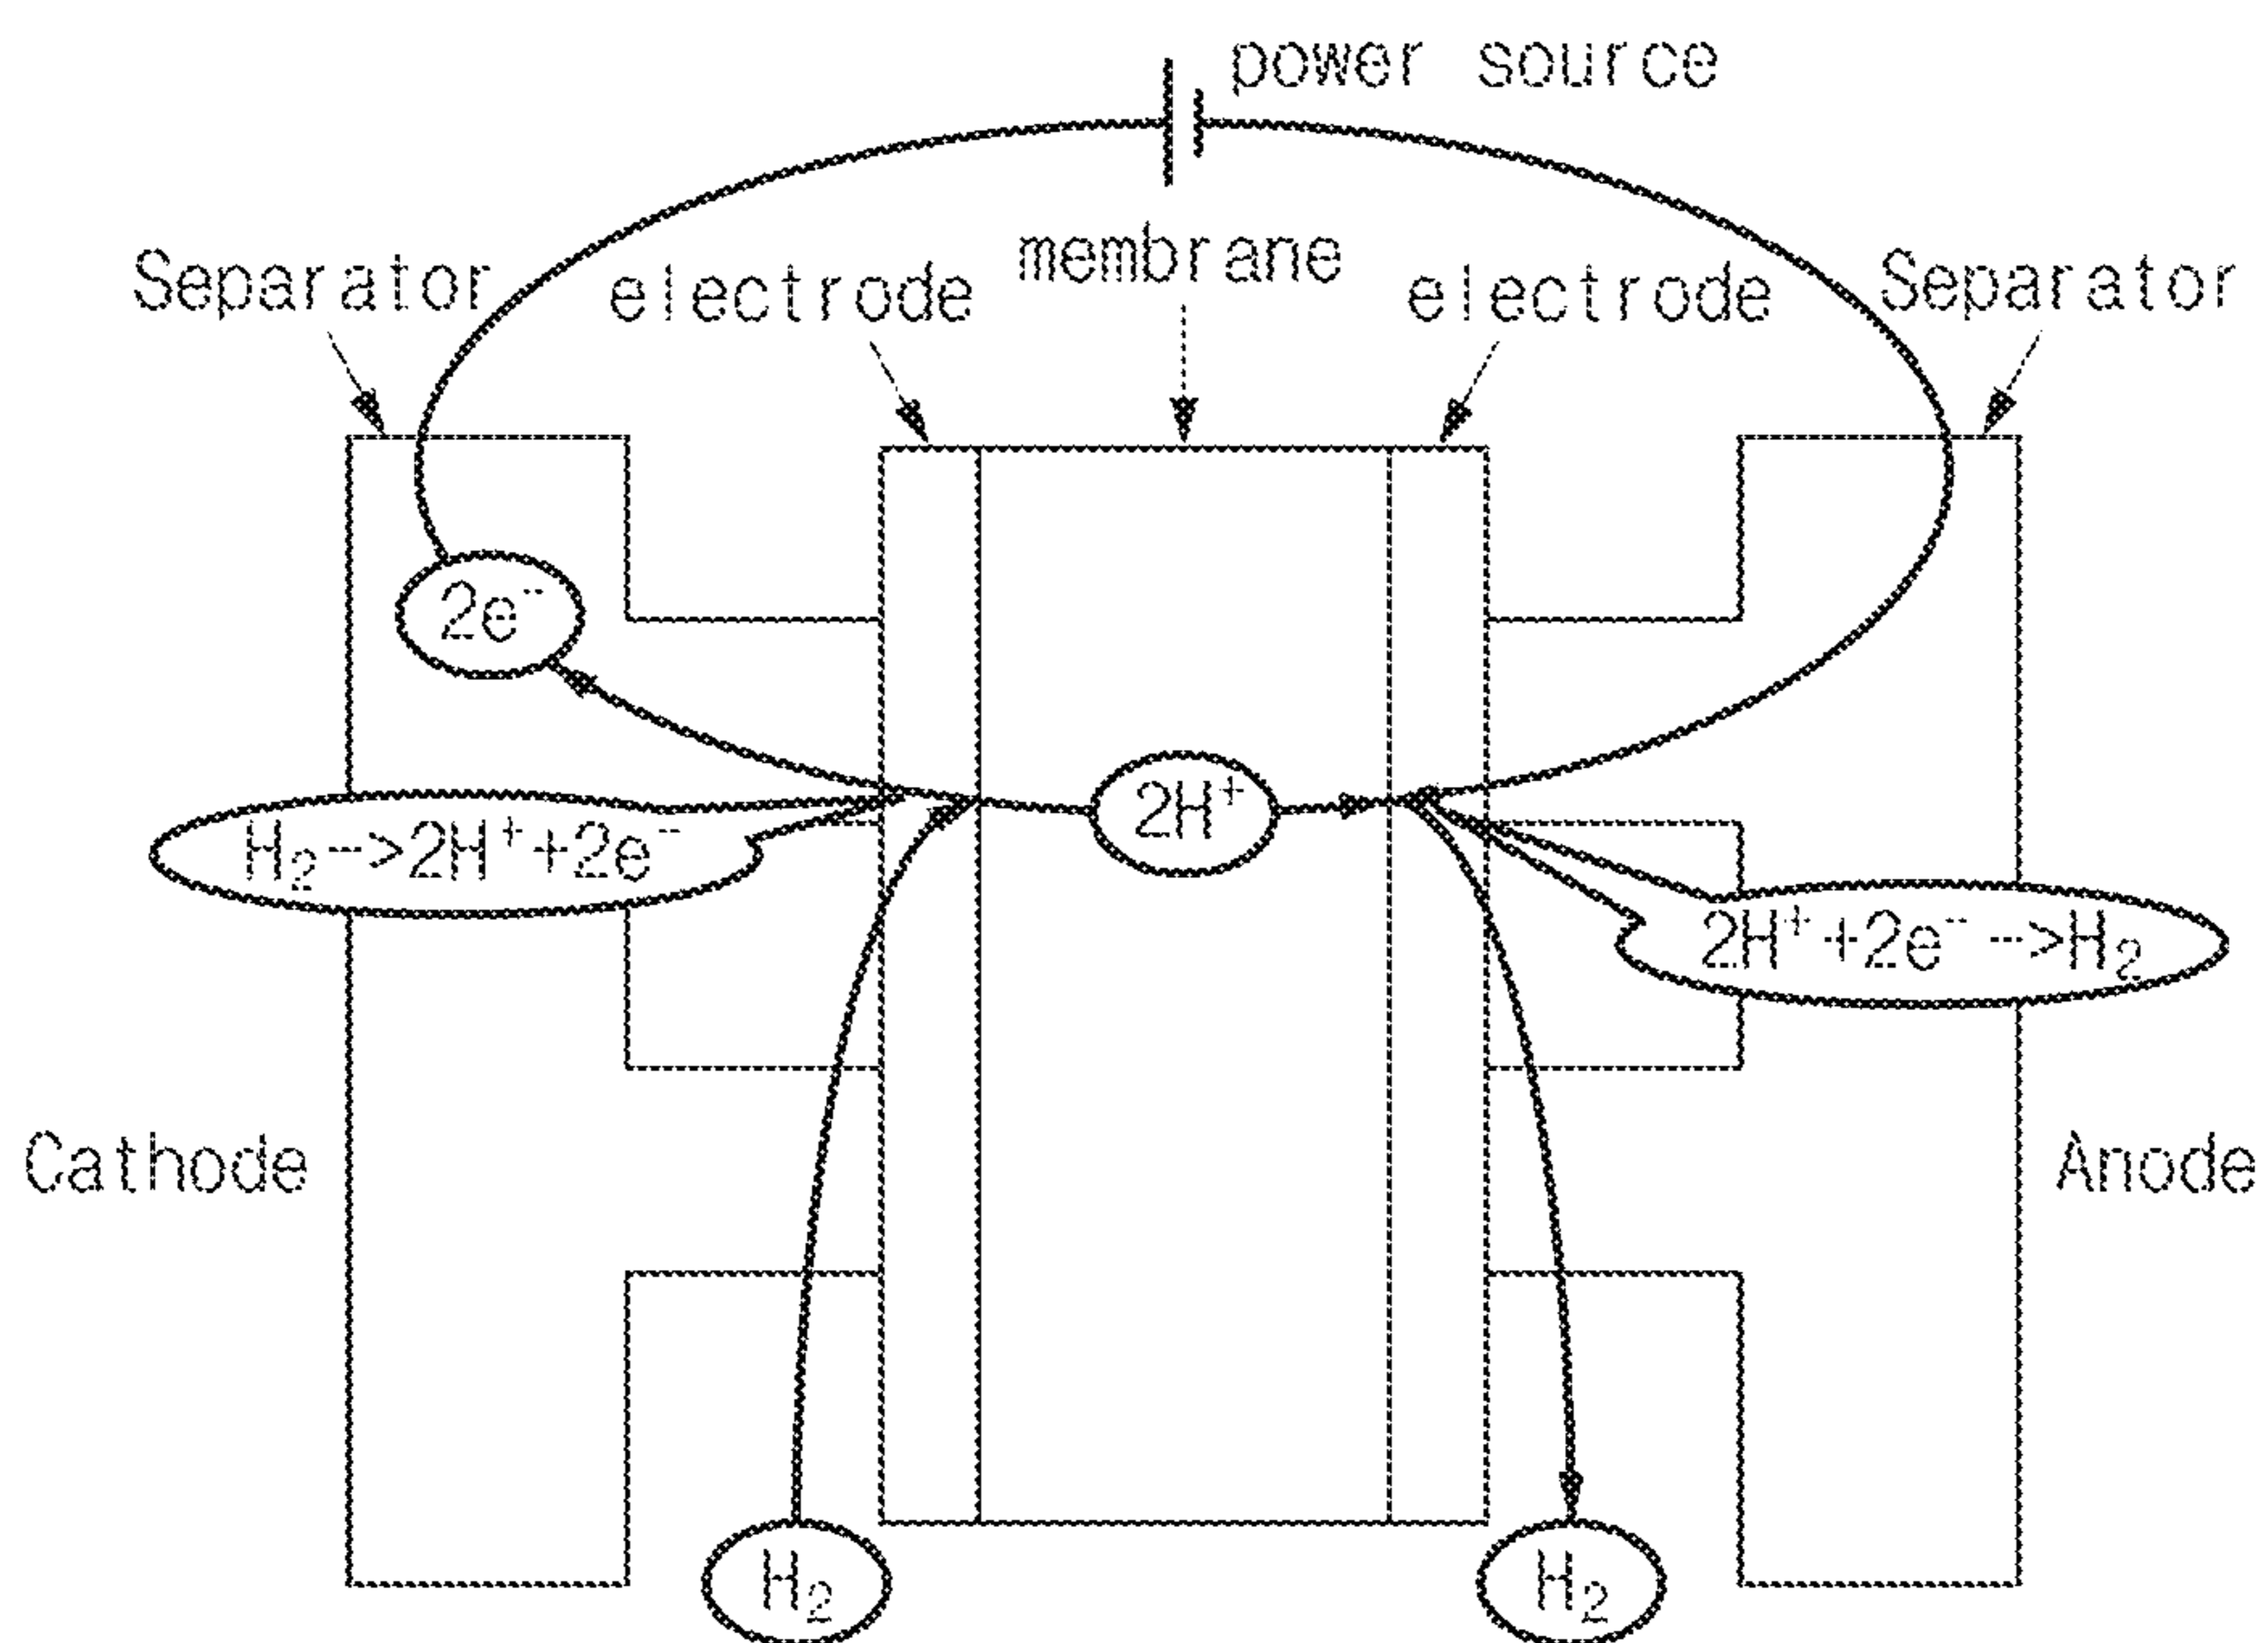 power source
membrane
Separator
electrode
electrode
Separator
2e⁻
2H⁺
H₂-->2H⁺+2e⁻
2H⁺+2e⁻-->H₂
Cathode
Anode
H₂
H₂